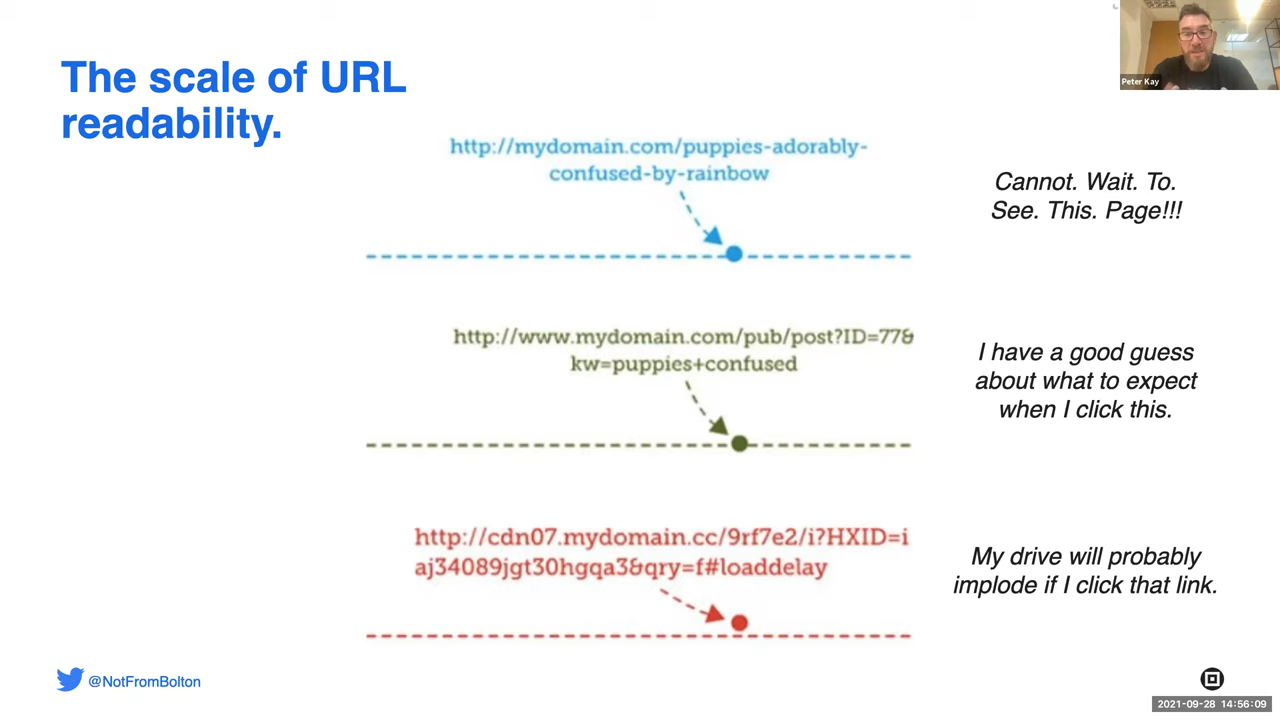 The scale of URL
readability.
Peter Kay
http://mydomain.com/puppies-adorably-
confused-by-rainbow
Cannot. Wait. To.
See. This. Page!!!
http://www.mydomain.com/pub/post?ID=77&
kw=puppies+confused
I have a good guess
about what to expect
when I click this.
http://cdn07.mydomain.cc/9rf7e2/i?HXID=i
aj34089jgt30hgqa3&qry=f#loaddelay
My drive will probably
implode if I click that link.
@NotFromBolton
2021-09-28 14:56:09